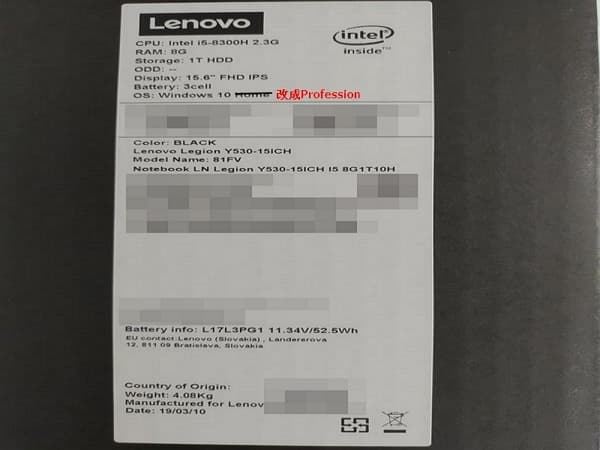 Lenovo
intel
inside™
CPU: Intel i5-8300H 2.3G
RAM: 8G
Storage: 1T HDD
ODD: --
Display: 15.6" FHD IPS
Battery: 3cell
OS: Windows 10 Home 改成Profession
Color: BLACK
Lenovo Legion Y530-15ICH
Model Name: 81FV
Notebook LN Legion Y530-15ICH I5 8G1T10H
Battery info: L17L3PG1 11.34V/52.5Wh
EU contact:Lenovo (Slovakia) , Landererova
12, 811 09 Bratislava, Slovakia
Country of Origin:
Weight: 4.08Kg
Manufactured for Lenov
Date: 19/03/10